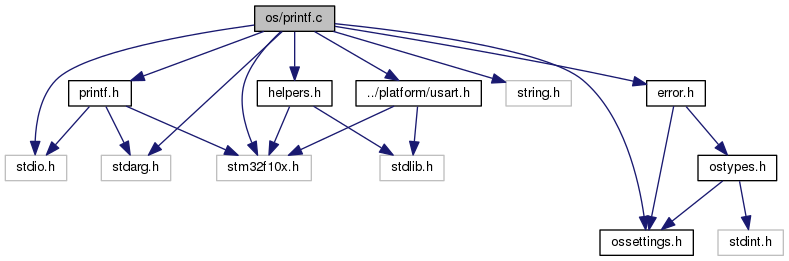 os/printf.c
printf.h
helpers.h
../platform/usart.h
string.h
error.h
stdio.h
stdarg.h
stm32f10x.h
stdlib.h
ostypes.h
ossettings.h
stdint.h